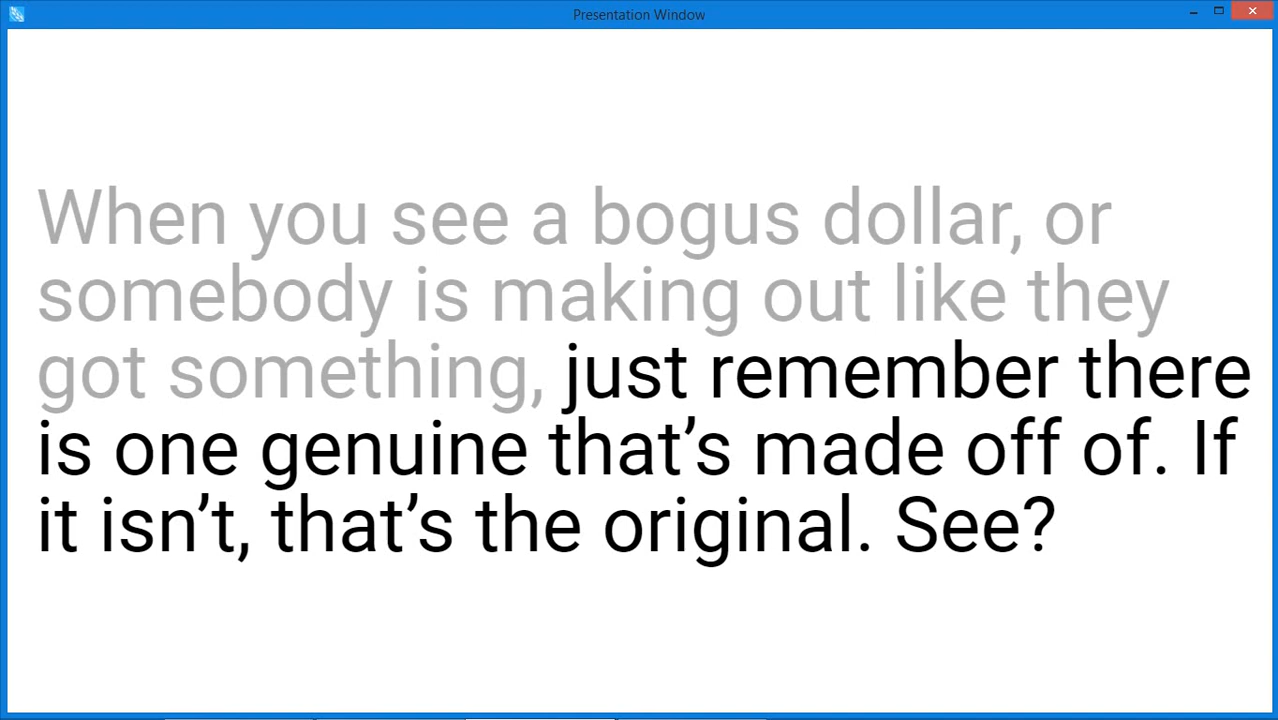 Presentation Window
When you see a bogus dollar, or
somebody is making out like they
got something, just remember there
is one genuine that’s made off of. If
it isn’t, that’s the original. See?